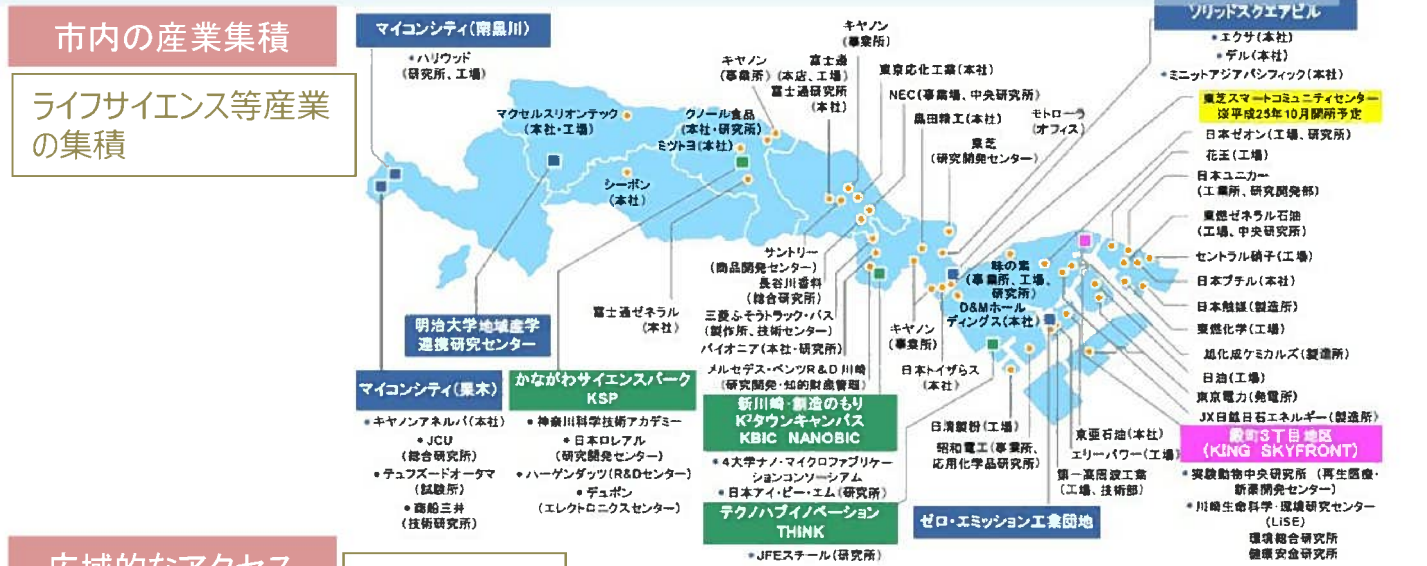 市内の産業集積
ライフサイエンス等産業
の集積
マイコンシティ(南黒川)
ハリウッド
(研究所、工場)
マクセルスリオンテック
(本社・工場)
シーボン
(本社)
キヤノン
(事業所)
クノール食品
(本社・研究所)
ミツトヨ(本社)
キヤノン
(事業所)
富士通
(本店、工場)
富士通研究所
(本社)
東京応化工業(本社)
NEC(事業場、中央研究所)
島田精工(本社)
東芝
(研究開発センター)
モトローラ
(オフィス)
ソリッドスクエアビル
エクサ(本社)
デル(本社)
ミニットアジアパシフィック(本社)
東芝スマートコミュニティセンター
※平成25年10月開所予定
日本ゼオン(工場、研究所)
花王(工場)
日本ユニカー
(工業所、研究開発部)
東燃ゼネラル石油
(工場、中央研究所)
セントラル硝子(工場)
日本ブチル(本社)
日本触媒(製造所)
東燃化学(工場)
旭化成ケミカルズ(製造所)
日油(工場)
東京電力(発電所)
JX日鉱日石エネルギー(製造所)
殿町3丁目地区
(KING SKYFRONT)
実験動物中央研究所 (再生医療・
新薬開発センター)
川崎生命科学・環境研究センター
(LiSE)
環境総合研究所
健康安全研究所
味の素
(事業所、工場、
研究所)
D&Mホール
ディングス(本社)
サントリー
(商品開発センター)
長谷川香料
(総合研究所)
三菱ふそうトラック・バス
(製作所、技術センター)
パイオニア(本社・研究所)
メルセデス・ベンツR&D川崎
(研究開発・知的財産管理)
富士通ゼネラル
(本社)
キヤノン
(事業所)
日本トイザらス
(本社)
日清製粉(工場)
昭和電工(事業所、
応用化学品研究所)
東亜石油(本社)
エリーパワー(工場)
第一高周波工業
(工場、技術部)
明治大学地域産学
連携研究センター
マイコンシティ(栗木)
キヤノンアネルバ(本社)
JCU
(総合研究所)
テュフズードオータマ
(試験所)
商船三井
(技術研究所)
かながわサイエンスパーク
KSP
神奈川科学技術アカデミー
日本ロレアル
(研究開発センター)
ハーゲンダッツ(R&Dセンター)
デュポン
(エレクトロニクスセンター)
新川崎・創造のもり
K²タウンキャンパス
KBIC NANOBIC
4大学ナノ・マイクロファブリケー
ションコンソーシアム
日本アイ・ビー・エム(研究所)
テクノハブイノベーション
THINK
JFEスチール(研究所)
ゼロ・エミッション工業団地
広域的なアクセス